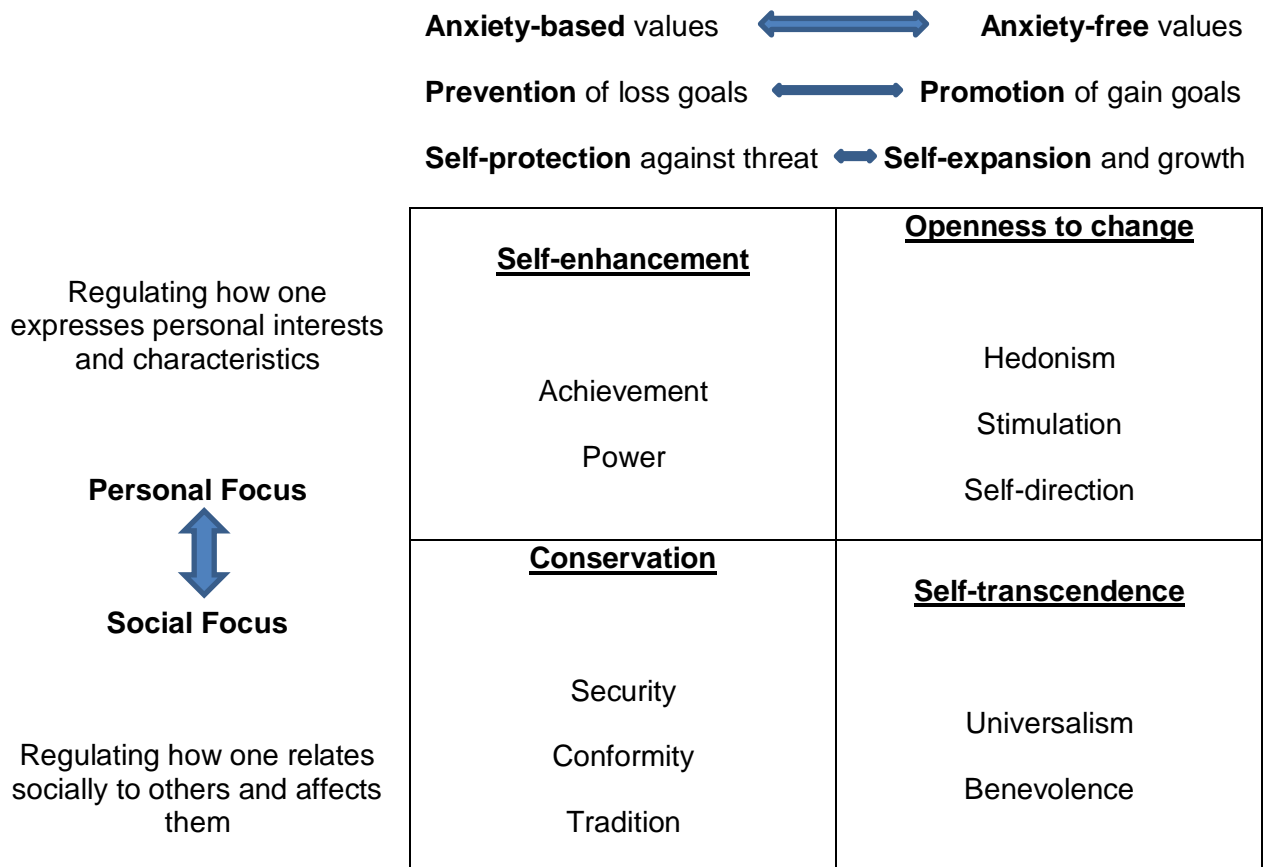 Anxiety-based values Anxiety-free values
Prevention of loss goals Promotion of gain goals
Self-protection against threat Self-expansion and growth
Regulating how one
expresses personal interests
and characteristics
Personal Focus
Social Focus
Regulating how one relates
socially to others and affects
them
Self-enhancement
Achievement
Power
Openness to change
Hedonism
Stimulation
Self-direction
Conservation
Security
Conformity
Tradition
Self-transcendence
Universalism
Benevolence